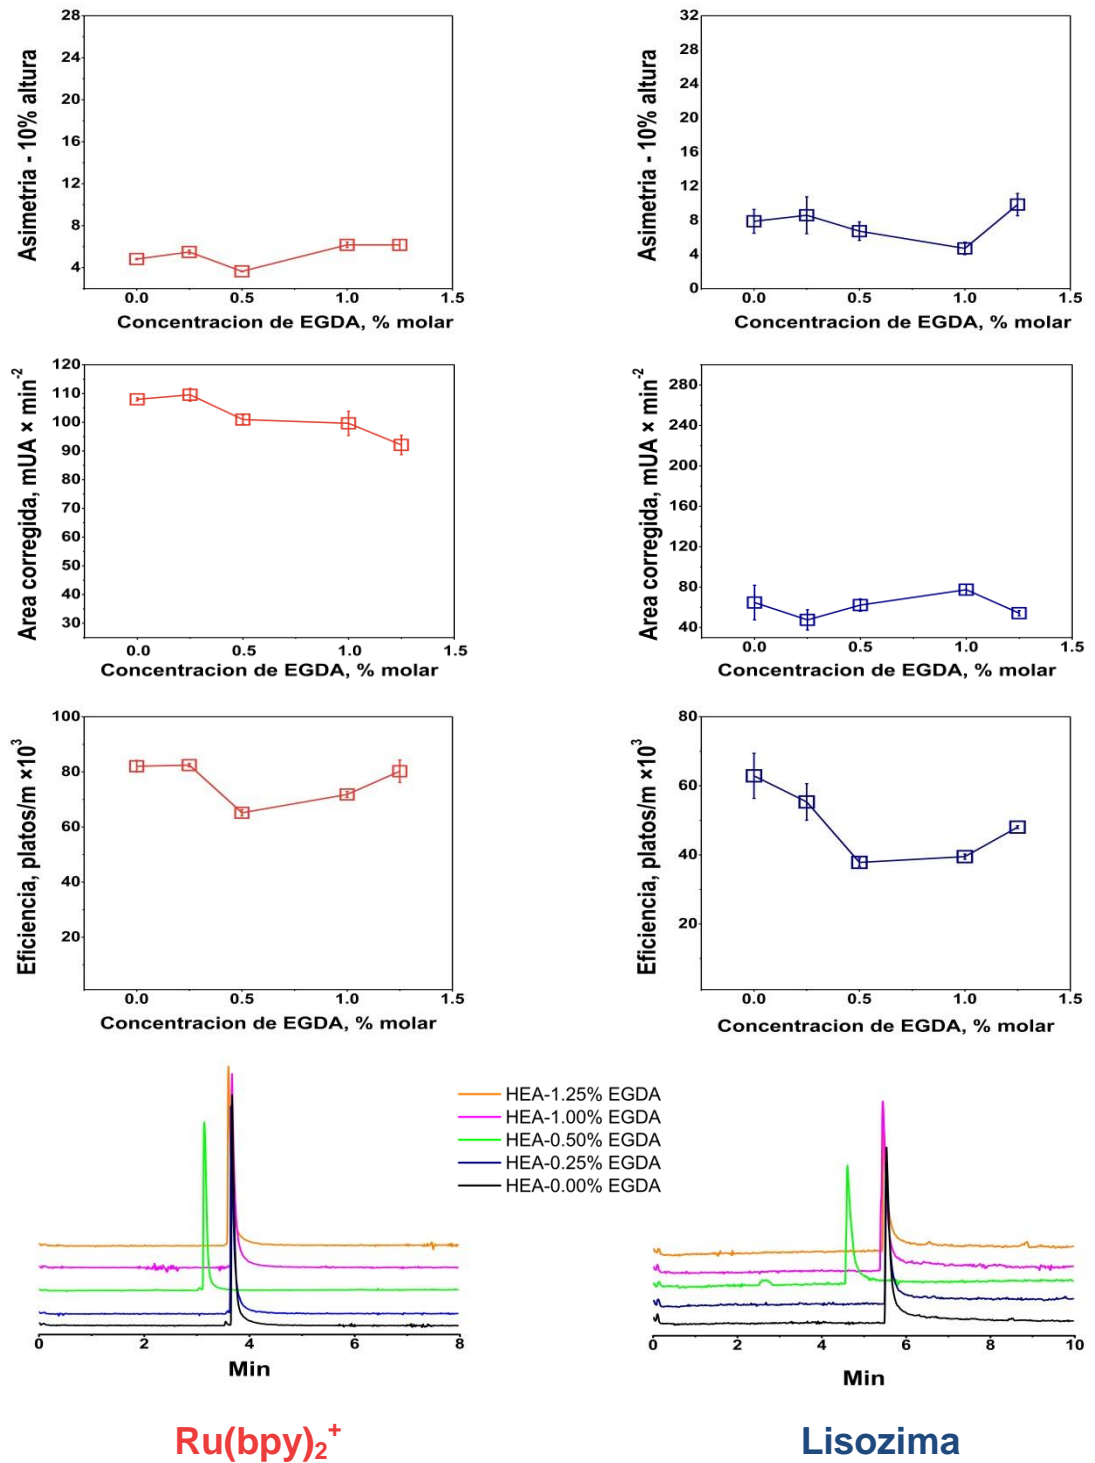 Asimetria - 10% altura
28
24
20
16
12
8
4
0.0 0.5 1.0 1.5
Concentracion de EGDA, % molar
Asimetria - 10% altura
32
28
24
20
16
12
8
4
0
0.0 0.5 1.0 1.5
Concentracion de EGDA, % molar
Area corregida, mUA × min⁻²
120
110
100
90
80
70
60
50
40
30
0.0 0.5 1.0 1.5
Concentracion de EGDA, % molar
Area corregida, mUA × min⁻²
280
240
200
160
120
80
40
0.0 0.5 1.0 1.5
Concentracion de EGDA, % molar
Eficiencia, platos/m ×10³
100
80
60
40
20
0.0 0.5 1.0 1.5
Concentracion de EGDA, % molar
Eficiencia, platos/m ×10³
80
60
40
20
0.0 0.5 1.0 1.5
Concentracion de EGDA, % molar
HEA-1.25% EGDA
HEA-1.00% EGDA
HEA-0.50% EGDA
HEA-0.25% EGDA
HEA-0.00% EGDA
0 2 4 6 8
Min
0 2 4 6 8 10
Min
Ru(bpy)₂⁺
Lisozima